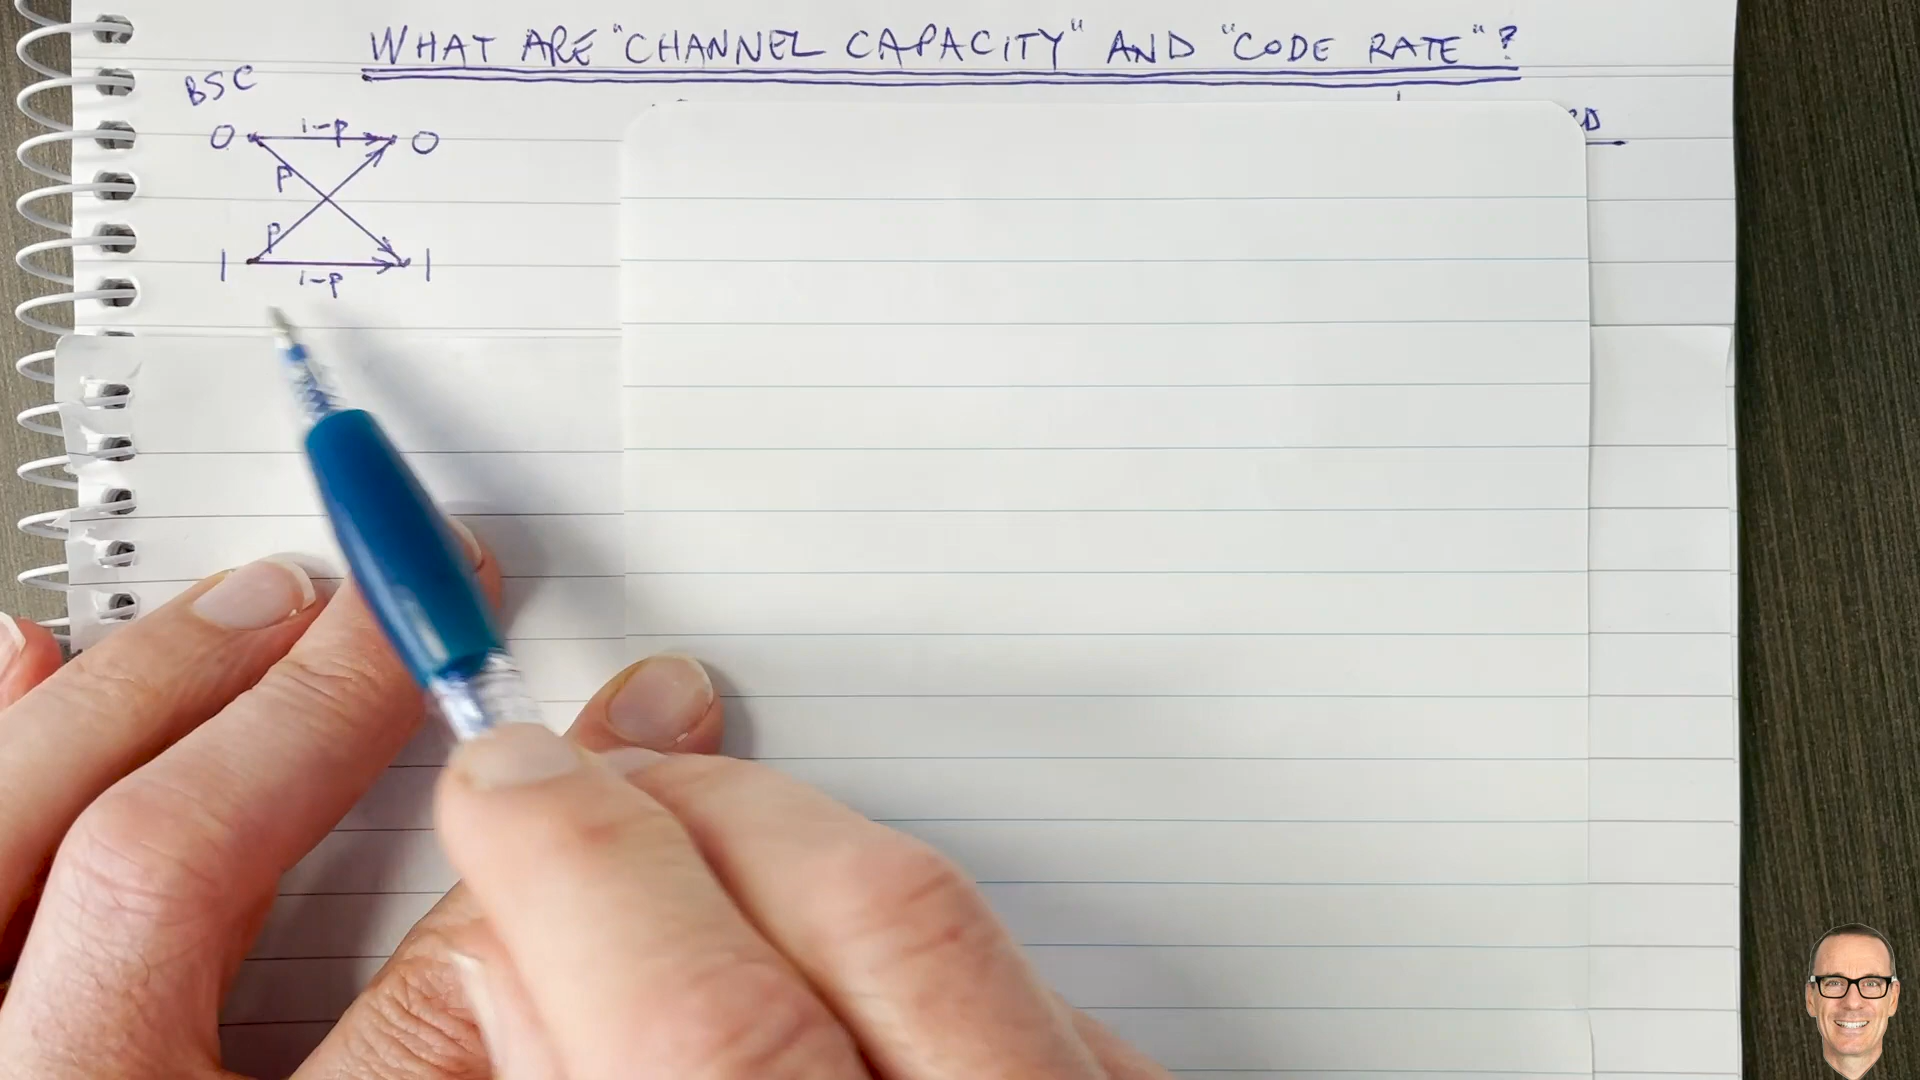 WHAT ARE "CHANNEL CAPACITY" AND "CODE RATE"?
BSC
0 1-p 0
p
p
1 1-p 1